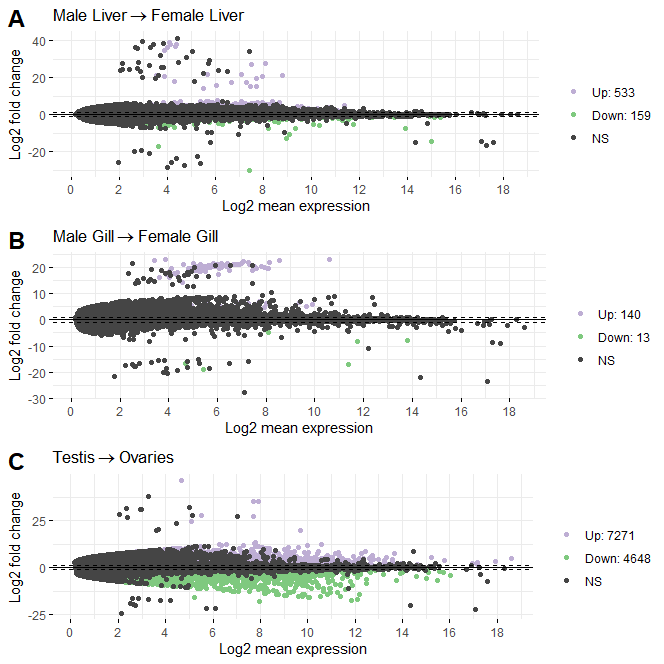 A
Male Liver → Female Liver
Log2 fold change
40
20
0
-20
0 2 4 6 8 10 12 14 16 18
Log2 mean expression
Up: 533
Down: 159
NS
B
Male Gill → Female Gill
Log2 fold change
20
10
0
-10
-20
-30
0 2 4 6 8 10 12 14 16 18
Log2 mean expression
Up: 140
Down: 13
NS
C
Testis → Ovaries
Log2 fold change
25
0
-25
0 2 4 6 8 10 12 14 16 18
Log2 mean expression
Up: 7271
Down: 4648
NS